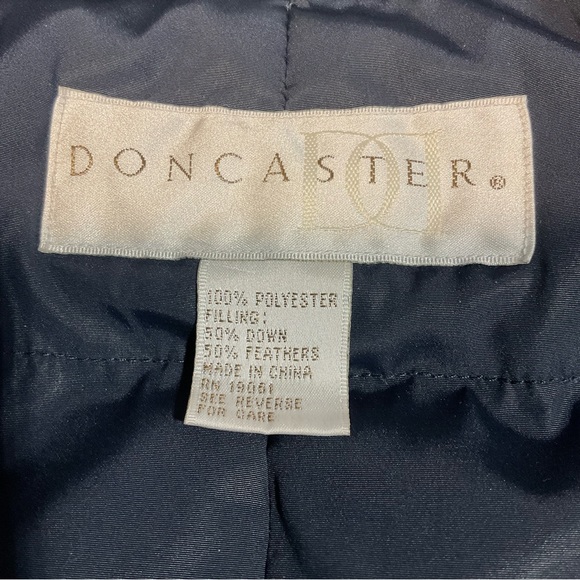 DONCASTER®
100% POLYESTER
FILLING:
50% DOWN
50% FEATHERS
MADE IN CHINA
RN 19061
SEE REVERSE
FOR CARE